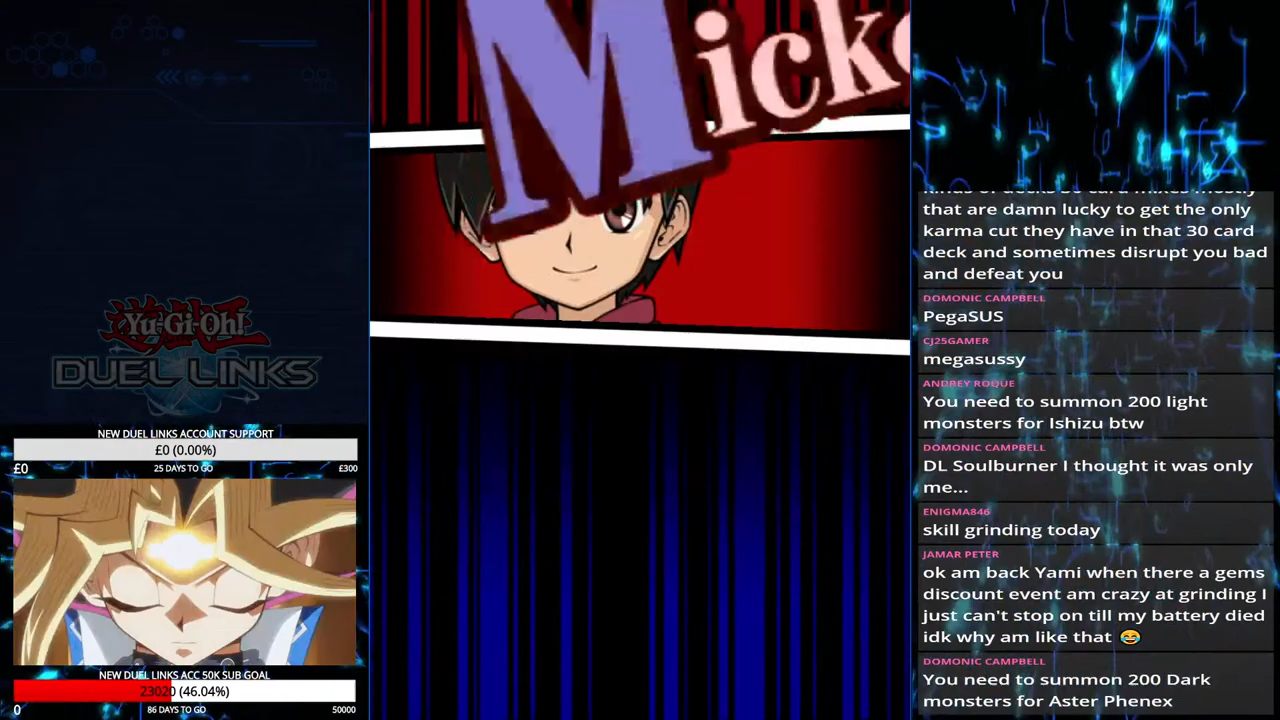 Mick
Yu-Gi-Oh!
DUEL LINKS
NEW DUEL LINKS ACCOUNT SUPPORT
£0 (0.00%)
£0
25 DAYS TO GO
£300
NEW DUEL LINKS ACC 50K SUB GOAL
23020 (46.04%)
0
86 DAYS TO GO
50000
that are damn lucky to get the only
karma cut they have in that 30 card
deck and sometimes disrupt you bad
and defeat you
DOMONIC CAMPBELL
PegaSUS
CJ25GAMER
megasussy
ANDREY ROQUE
You need to summon 200 light
monsters for Ishizu btw
DOMONIC CAMPBELL
DL Soulburner I thought it was only
me...
ENIGMA846
skill grinding today
JAMAR PETER
ok am back Yami when there a gems
discount event am crazy at grinding I
just can't stop on till my battery died
idk why am like that 😂
DOMONIC CAMPBELL
You need to summon 200 Dark
monsters for Aster Phenex